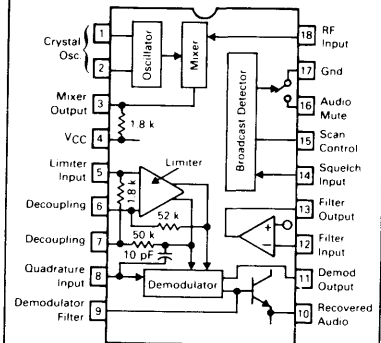 Crystal
Osc.
1
2
Oscillator
Mixer
18
RF
Input
17
Gnd
Mixer
Output
3
1.8 k
Broadcast Detector
16
Audio
Mute
VCC
4
15
Scan
Control
Limiter
Input
5
Limiter
14
Squelch
Input
1.8 k
Decoupling
6
13
Filter
Output
52 k
+
−
Decoupling
7
50 k
12
Filter
Input
10 pF
Quadrature
Input
8
Demodulator
11
Demod
Output
Demodulator
Filter
9
10
Recovered
Audio